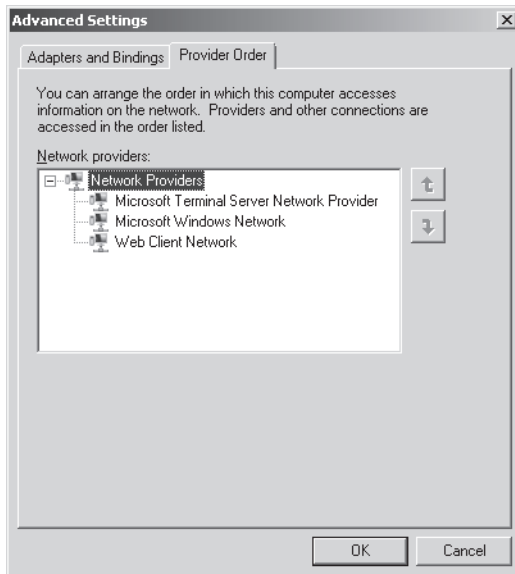 Advanced Settings
Adapters and Bindings
Provider Order
You can arrange the order in which this computer accesses
information on the network. Providers and other connections are
accessed in the order listed.
Network providers:
Network Providers
Microsoft Terminal Server Network Provider
Microsoft Windows Network
Web Client Network
OK
Cancel